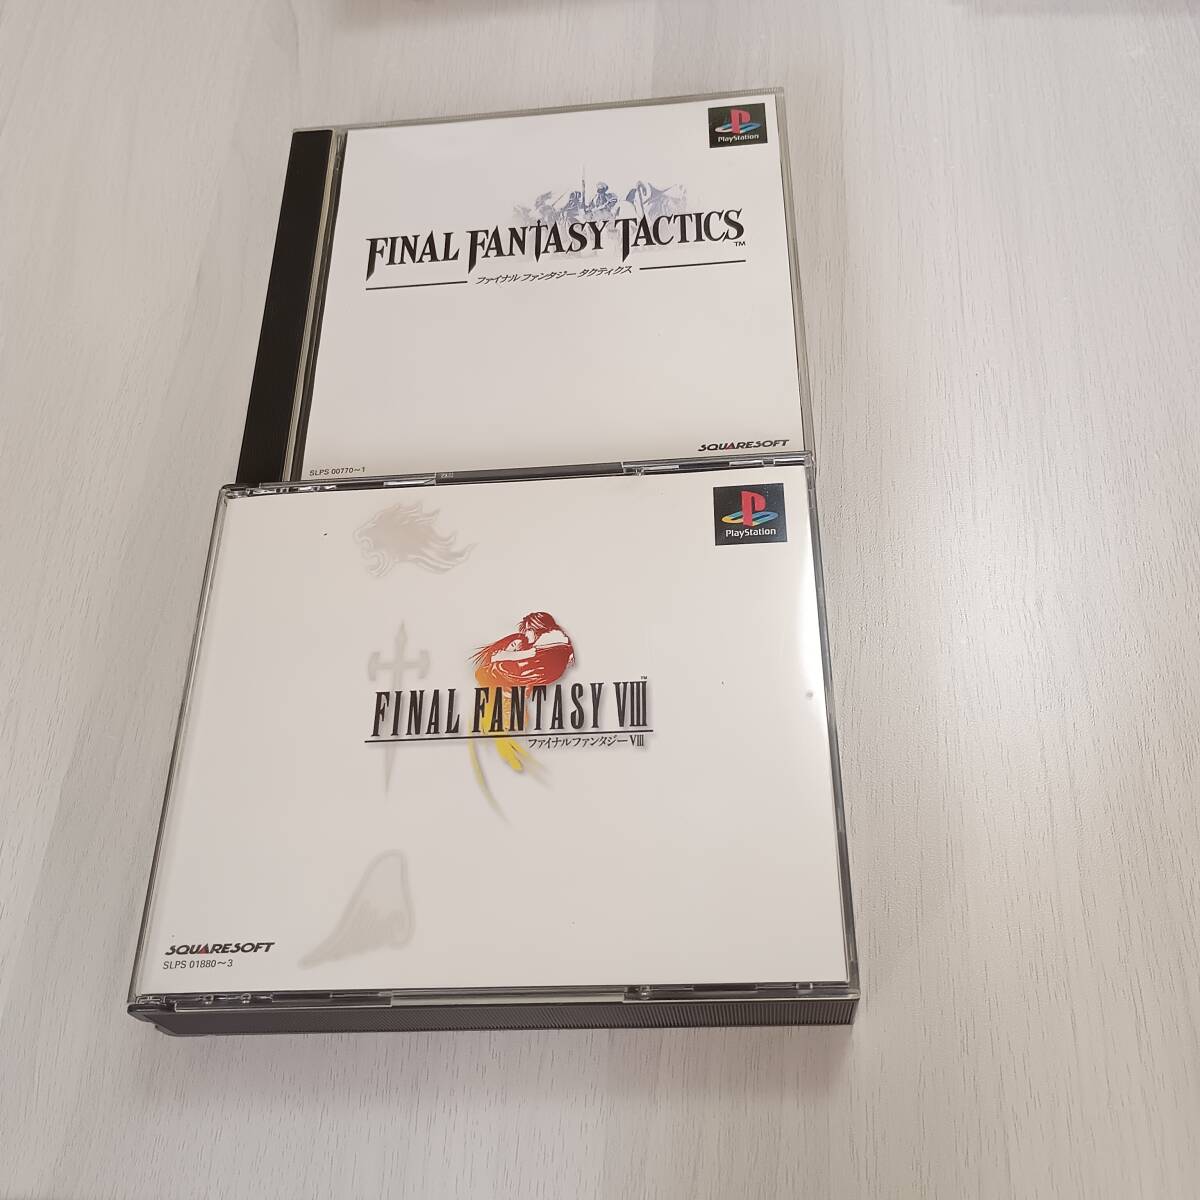 PlayStation
FINAL FANTASY TACTICS™
ファイナルファンタジー タクティクス
SQUARESOFT
SLPS 00770～1
PlayStation
FINAL FANTASY VIII™
ファイナルファンタジーVIII
SQUARESOFT
SLPS 01880～3